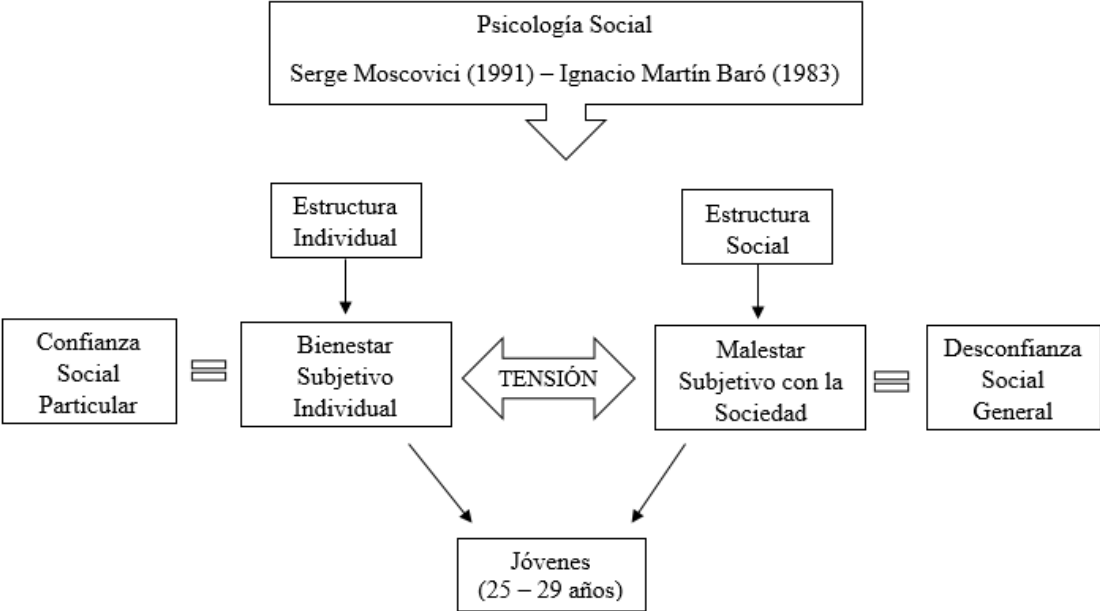 Psicología Social
Serge Moscovici (1991) – Ignacio Martín Baró (1983)
Estructura
Individual
Estructura
Social
Confianza
Social
Particular
Bienestar
Subjetivo
Individual
TENSIÓN
Malestar
Subjetivo con la
Sociedad
Desconfianza
Social
General
Jóvenes
(25 – 29 años)